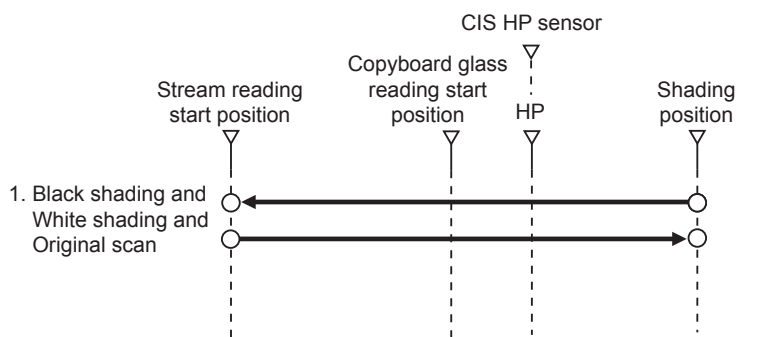 CIS HP sensor
Stream reading
start position
Copyboard glass
reading start
position
HP
Shading
position
1. Black shading and
White shading and
Original scan